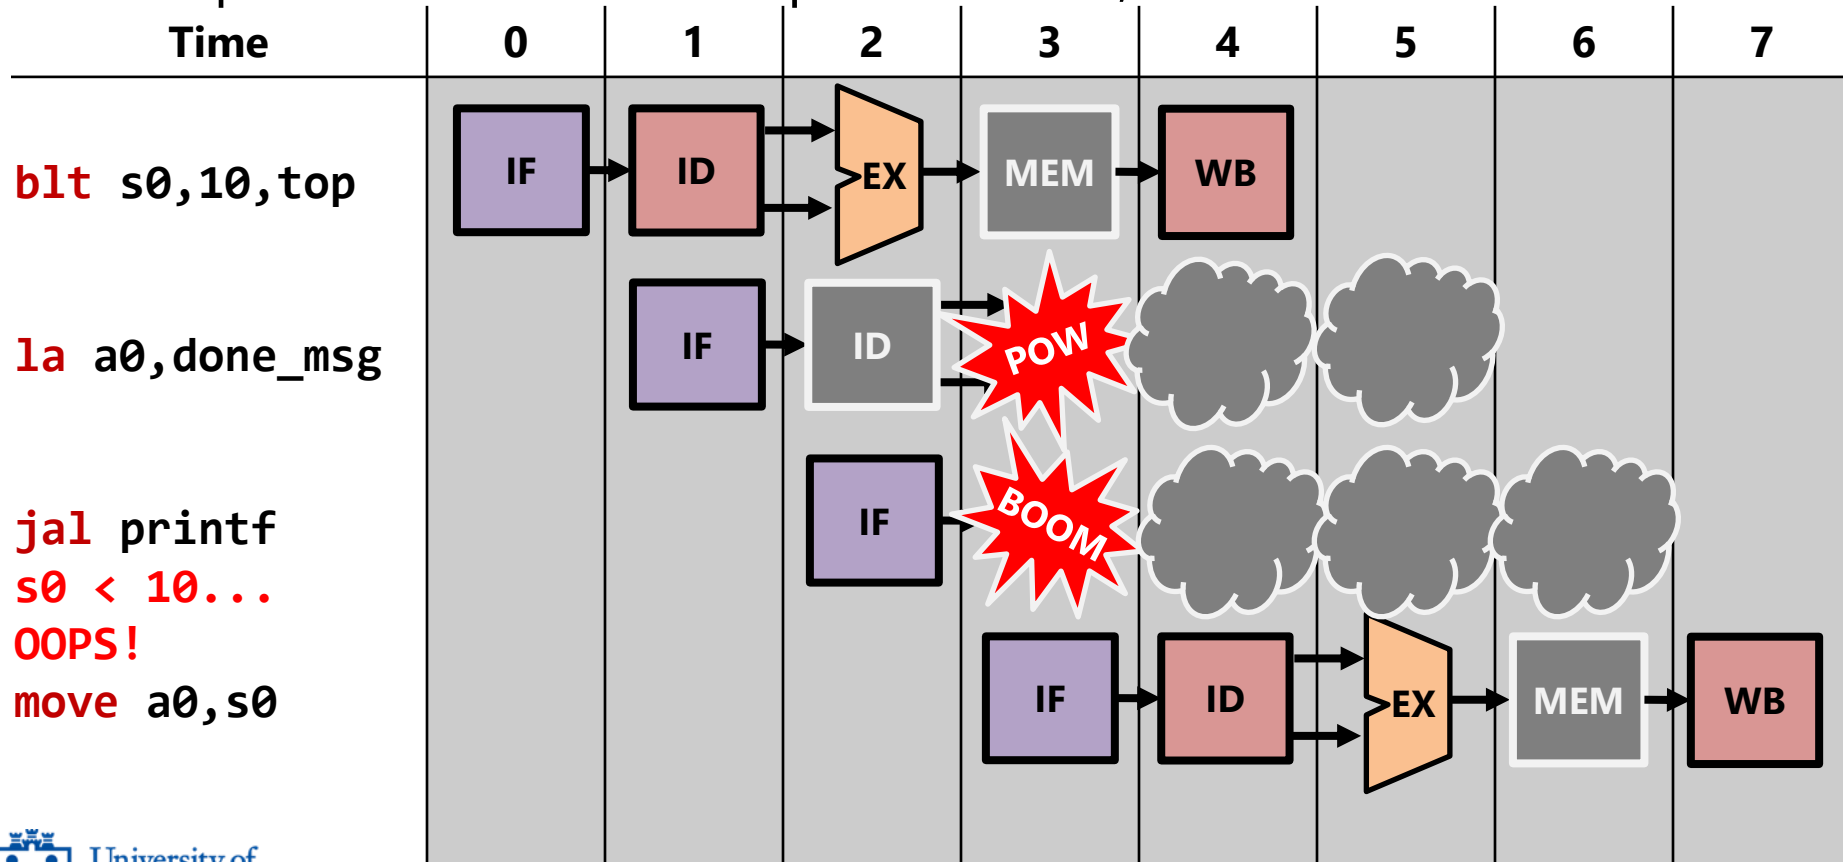 Time 0 1 2 3 4 5 6 7
blt s0,10,top IF ID EX MEM WB
la a0,done_msg IF ID POW
jal printf IF BOOM
s0 < 10...
OOPS!
move a0,s0 IF ID EX MEM WB
University of